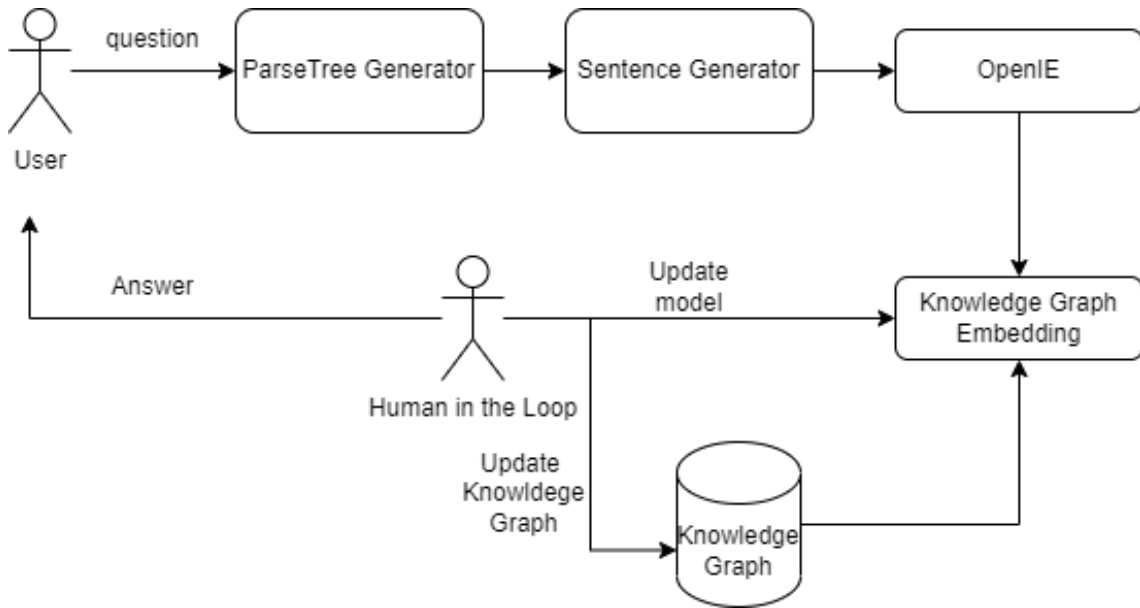 question
ParseTree Generator
Sentence Generator
OpenIE
User
Answer
Update
model
Knowledge Graph
Embedding
Human in the Loop
Update
Knowldege
Graph
Knowledge
Graph